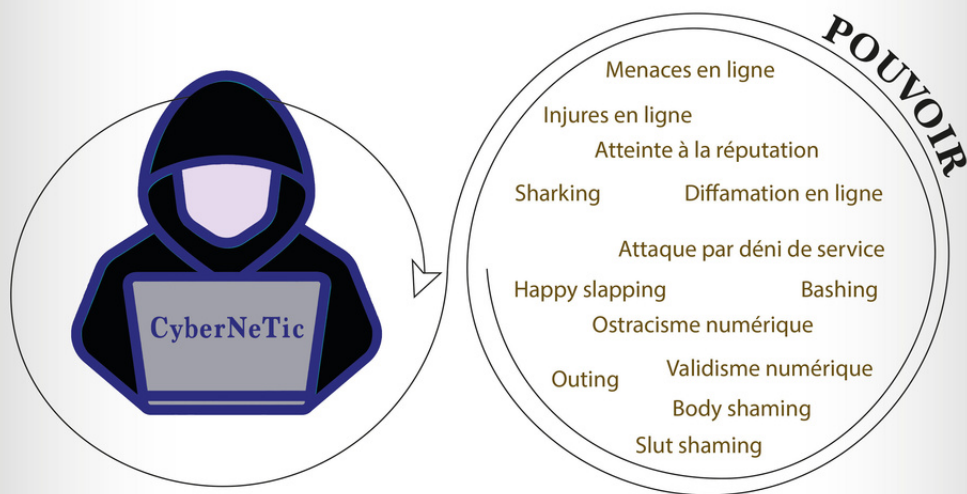 POUVOIR
Menaces en ligne
Injures en ligne
Atteinte à la réputation
Sharking
Diffamation en ligne
Attaque par déni de service
Happy slapping
Bashing
Ostracisme numérique
Outing
Validisme numérique
Body shaming
Slut shaming
CyberNeTic